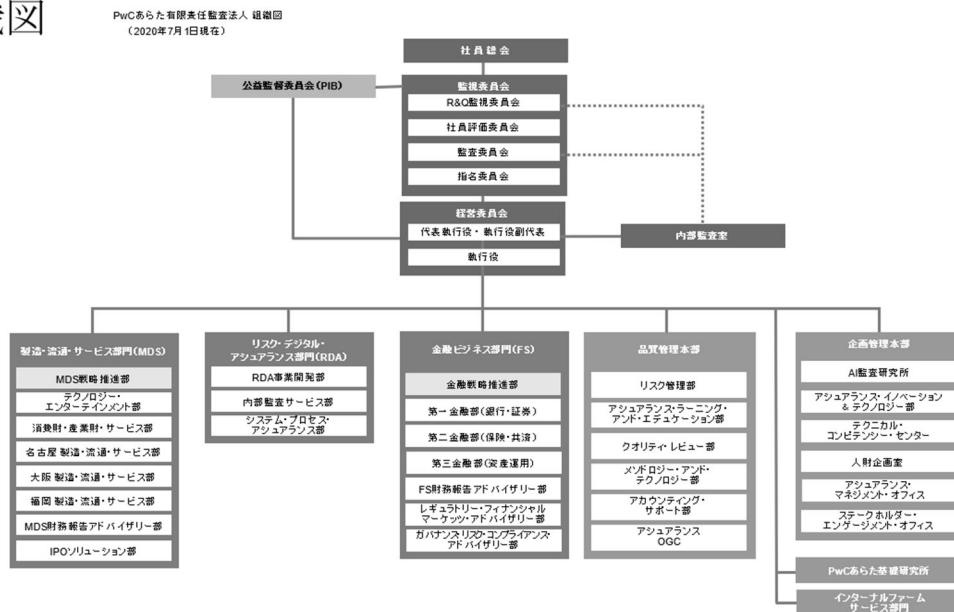 図
PwCあらた有限責任監査法人 組織図
（2020年7月1日現在）
社員総会
公益監督委員会(PIB)
監視委員会
R&Q監視委員会
社員評価委員会
監査委員会
指名委員会
経営委員会
代表執行役・執行役副代表
執行役
内部監査室
製造・流通・サービス部門(MDS)
MDS戦略推進部
テクノロジー・
エンターテインメント部
消費財・産業財・サービス部
名古屋 製造・流通・サービス部
大阪 製造・流通・サービス部
福岡 製造・流通・サービス部
MDS財務報告アドバイザリー部
IPOソリューション部
リスク・デジタル・
アシュアランス部門(RDA)
RDA事業開発部
内部監査サービス部
システム・プロセス・
アシュアランス部
金融ビジネス部門(FS)
金融戦略推進部
第一金融部(銀行・証券)
第二金融部(保険・共済)
第三金融部(資産運用)
FS財務報告アドバイザリー部
レギュラトリー・フィナンシャル
マーケッツ・アドバイザリー部
ガバナンス・リスク・コンプライアンス・
アドバイザリー部
品質管理本部
リスク管理部
アシュアランス・ラーニング・
アンド・エデュケーション部
クオリティ・レビュー部
メソドロジー・アンド・
テクノロジー部
アカウンティング・
サポート部
アシュアランス
OGC
企画管理本部
AI監査研究所
アシュアランス・イノベーション
&テクノロジー部
テクニカル・
コンピテンシー・センター
人財企画室
アシュアランス・
マネジメント・オフィス
ステークホルダー・
エンゲージメント・オフィス
PwCあらた基礎研究所
インターナルファーム
サービス部門